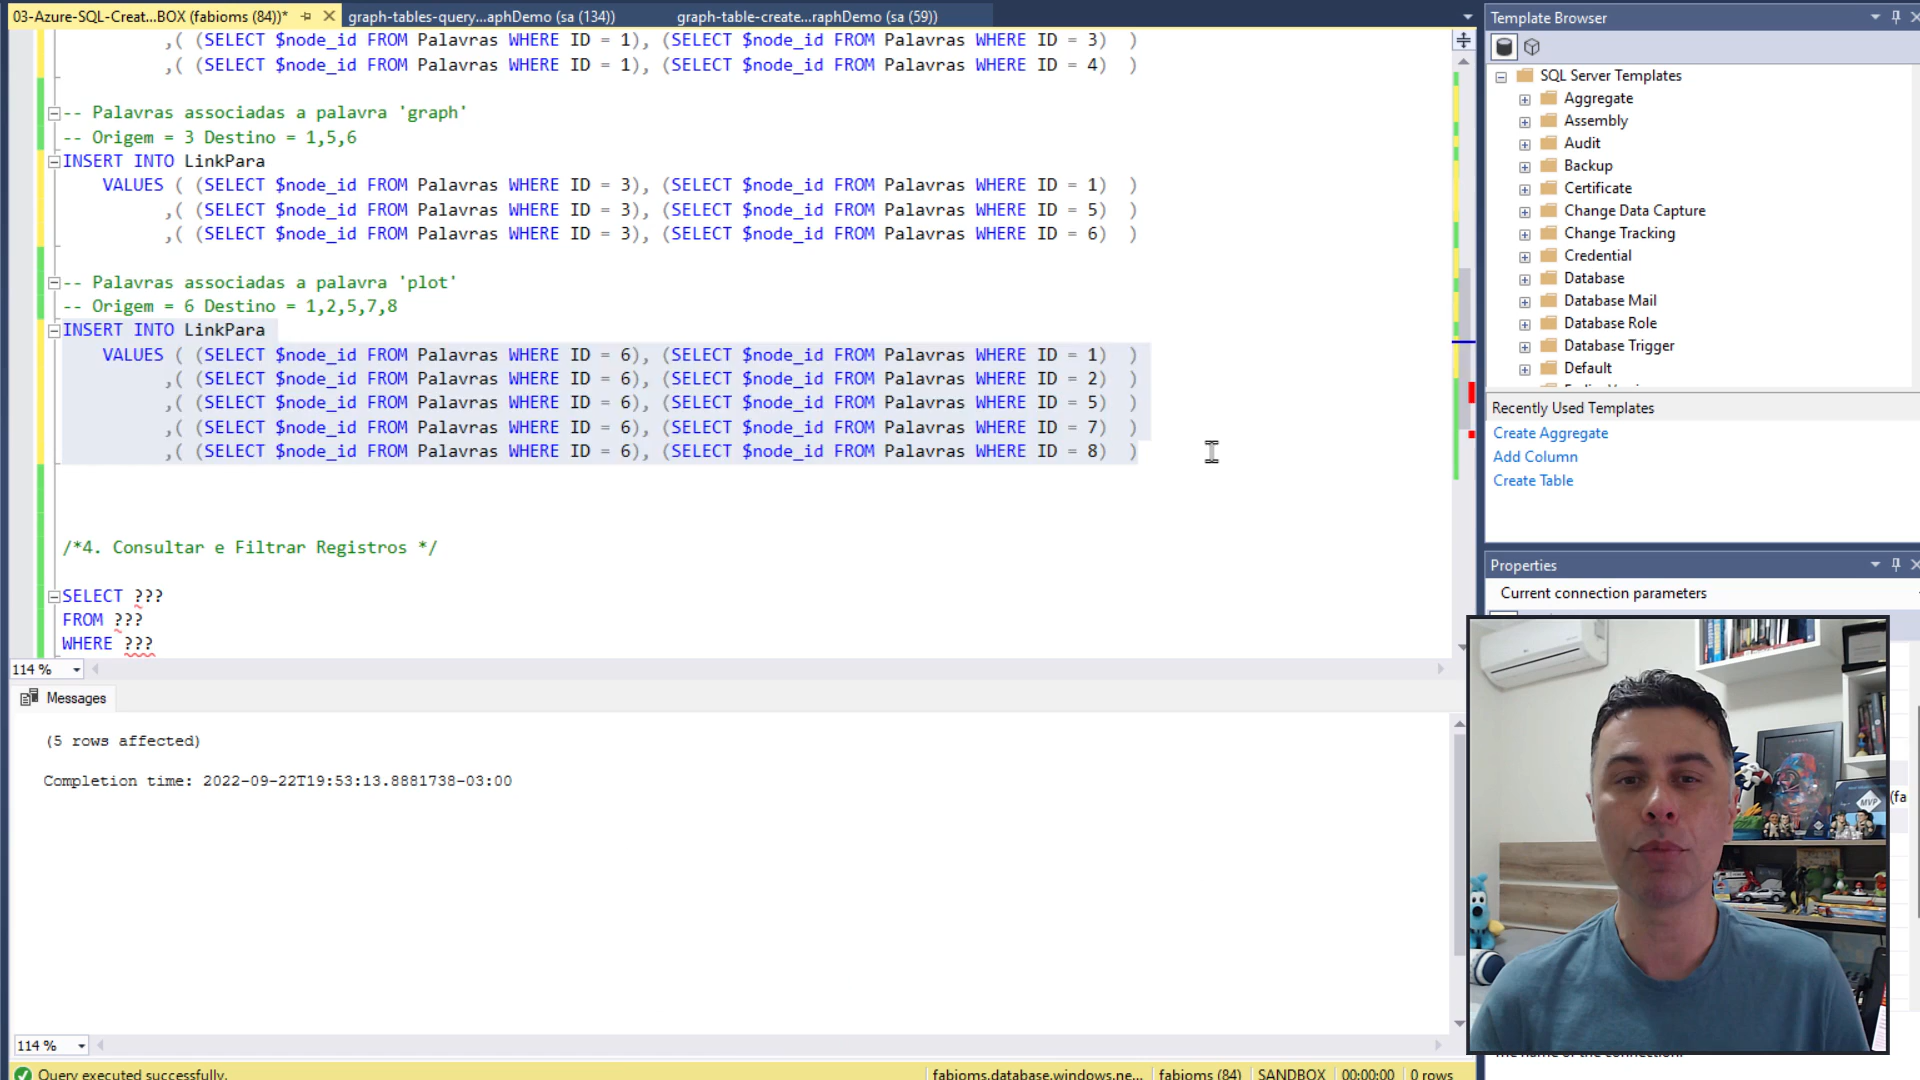 03-Azure-SQL-Creat...BOX (fabioms (84))*
graph-tables-query...aphDemo (sa (134))
graph-table-create...raphDemo (sa (59))
,( (SELECT $node_id FROM Palavras WHERE ID = 1), (SELECT $node_id FROM Palavras WHERE ID = 3) )
,( (SELECT $node_id FROM Palavras WHERE ID = 1), (SELECT $node_id FROM Palavras WHERE ID = 4) )
-- Palavras associadas a palavra 'graph'
-- Origem = 3 Destino = 1,5,6
INSERT INTO LinkPara
VALUES ( (SELECT $node_id FROM Palavras WHERE ID = 3), (SELECT $node_id FROM Palavras WHERE ID = 1) )
,( (SELECT $node_id FROM Palavras WHERE ID = 3), (SELECT $node_id FROM Palavras WHERE ID = 5) )
,( (SELECT $node_id FROM Palavras WHERE ID = 3), (SELECT $node_id FROM Palavras WHERE ID = 6) )
-- Palavras associadas a palavra 'plot'
-- Origem = 6 Destino = 1,2,5,7,8
INSERT INTO LinkPara
VALUES ( (SELECT $node_id FROM Palavras WHERE ID = 6), (SELECT $node_id FROM Palavras WHERE ID = 1) )
,( (SELECT $node_id FROM Palavras WHERE ID = 6), (SELECT $node_id FROM Palavras WHERE ID = 2) )
,( (SELECT $node_id FROM Palavras WHERE ID = 6), (SELECT $node_id FROM Palavras WHERE ID = 5) )
,( (SELECT $node_id FROM Palavras WHERE ID = 6), (SELECT $node_id FROM Palavras WHERE ID = 7) )
,( (SELECT $node_id FROM Palavras WHERE ID = 6), (SELECT $node_id FROM Palavras WHERE ID = 8) )
/*4. Consultar e Filtrar Registros */
SELECT ???
FROM ???
WHERE ???
114 %
Messages
(5 rows affected)
Completion time: 2022-09-22T19:53:13.8881738-03:00
114 %
Query executed successfully.
fabioms.database.windows.ne...
fabioms (84)
SANDBOX
00:00:00
0 rows
Template Browser
SQL Server Templates
Aggregate
Assembly
Audit
Backup
Certificate
Change Data Capture
Change Tracking
Credential
Database
Database Mail
Database Role
Database Trigger
Default
Recently Used Templates
Create Aggregate
Add Column
Create Table
Properties
Current connection parameters
(fa
MVP
The name of the connection.